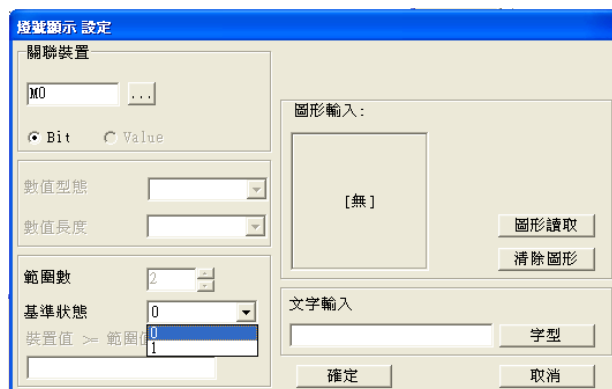 燈號顯示 設定
關聯裝置
M0
...
Bit
Value
數值型態
數值長度
範圍數
2
基準狀態
0
裝置值 >= 範圍
0
1
圖形輸入:
[無]
圖形讀取
清除圖形
文字輸入
字型
確定
取消